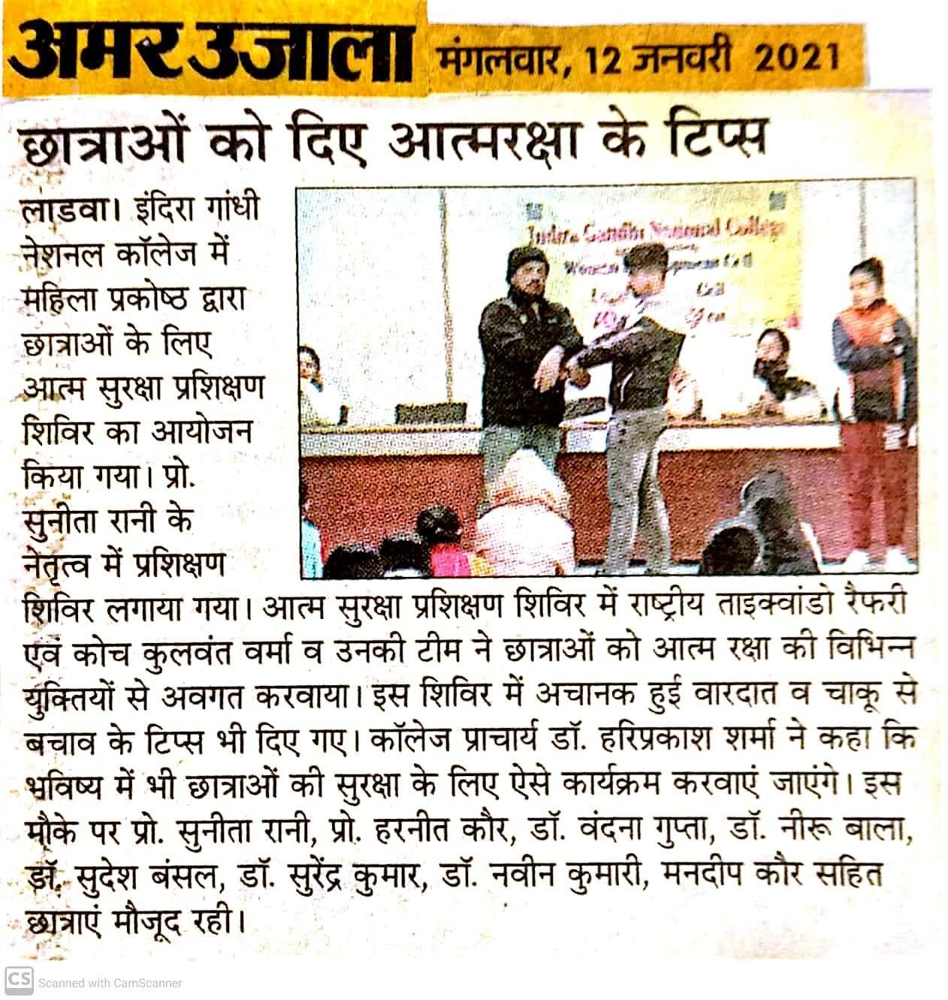 अमर उजाला
मंगलवार, 12 जनवरी 2021
छात्राओं को दिए आत्मरक्षा के टिप्स
लाडवा। इंदिरा गांधी
नेशनल कॉलेज में
महिला प्रकोष्ठ द्वारा
छात्राओं के लिए
आत्म सुरक्षा प्रशिक्षण
शिविर का आयोजन
किया गया। प्रो.
सुनीता रानी के
नेतृत्व में प्रशिक्षण
Indira Gandhi National College
Women
Cell
शिविर लगाया गया। आत्म सुरक्षा प्रशिक्षण शिविर में राष्ट्रीय ताइक्वांडो रैफरी
एवं कोच कुलवंत वर्मा व उनकी टीम ने छात्राओं को आत्म रक्षा की विभिन्न
युक्तियों से अवगत करवाया। इस शिविर में अचानक हुई वारदात व चाकू से
बचाव के टिप्स भी दिए गए। कॉलेज प्राचार्य डॉ. हरिप्रकाश शर्मा ने कहा कि
भविष्य में भी छात्राओं की सुरक्षा के लिए ऐसे कार्यक्रम करवाएं जाएंगे। इस
मौके पर प्रो. सुनीता रानी, प्रो. हरनीत कौर, डॉ. वंदना गुप्ता, डॉ. नीरू बाला,
डॉ. सुदेश बंसल, डॉ. सुरेंद्र कुमार, डॉ. नवीन कुमारी, मनदीप कौर सहित
छात्राएं मौजूद रही।
CS Scanned with CamScanner